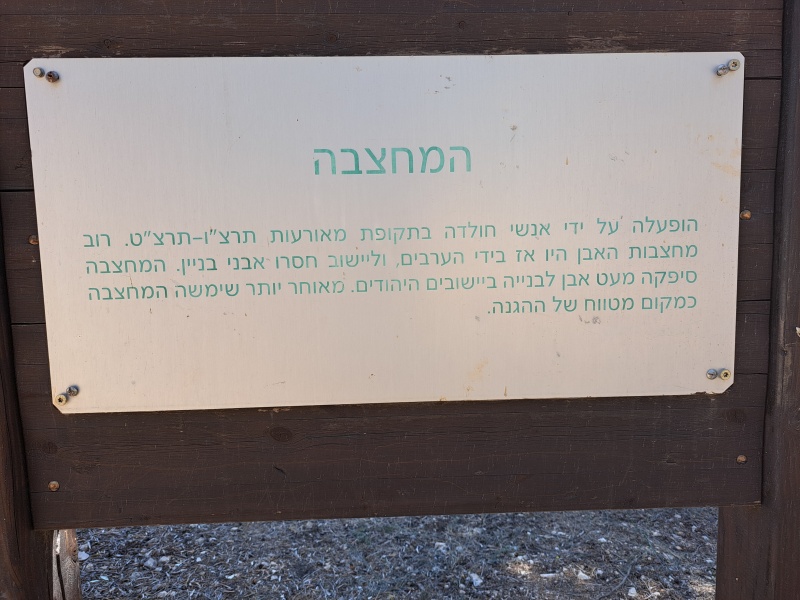 המחצבה
הופעלה על ידי אנשי חולדה בתקופת מאורעות תרצ"ו–תרצ"ט. רוב
מחצבות האבן היו אז בידי הערבים, וליישוב חסרו אבני בניין. המחצבה
סיפקה מעט אבן לבנייה ביישובים היהודים. מאוחר יותר שימשה המחצבה
כמקום מטווח של ההגנה.